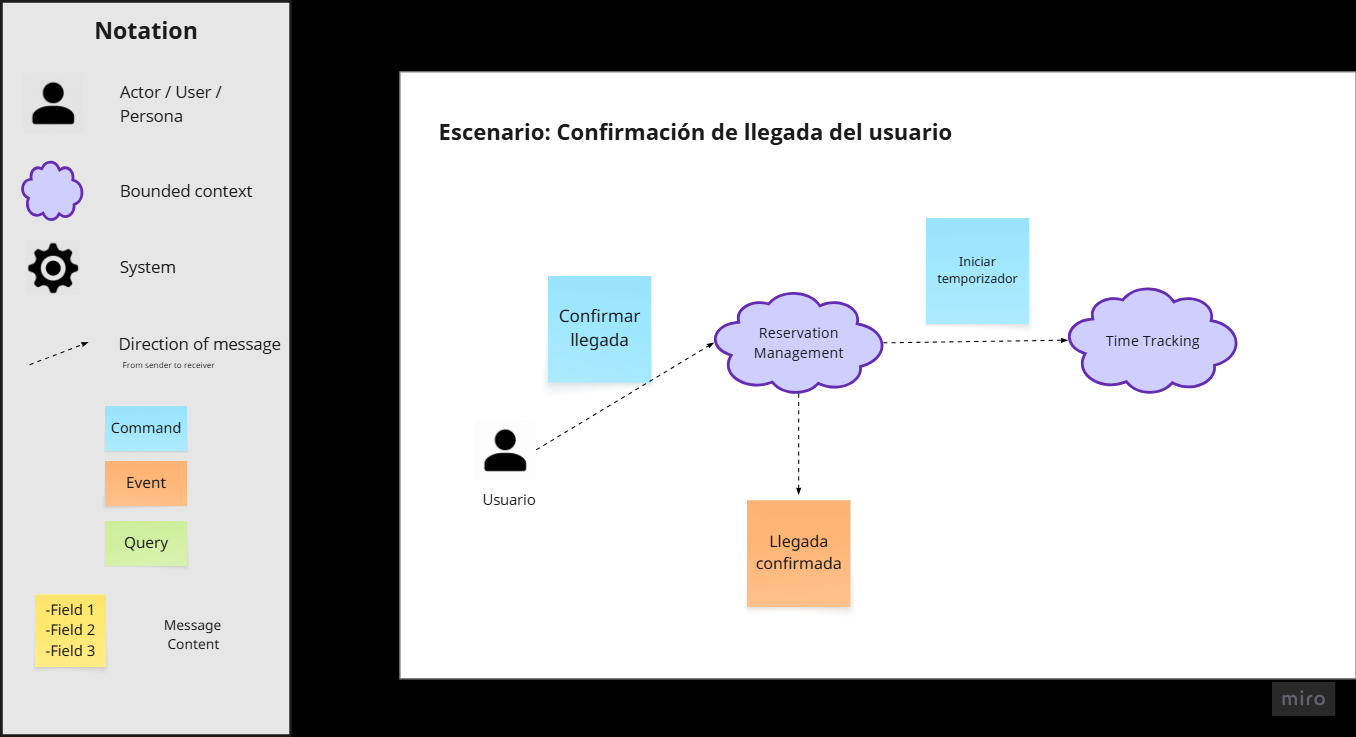 Notation
Actor / User /
Persona
Bounded context
System
Direction of message
From sender to receiver
Command
Event
Query
-Field 1
-Field 2
-Field 3
Message
Content
Escenario: Confirmación de llegada del usuario
Confirmar
llegada
Usuario
Reservation
Management
Iniciar
temporizador
Time Tracking
Llegada
confirmada
miro